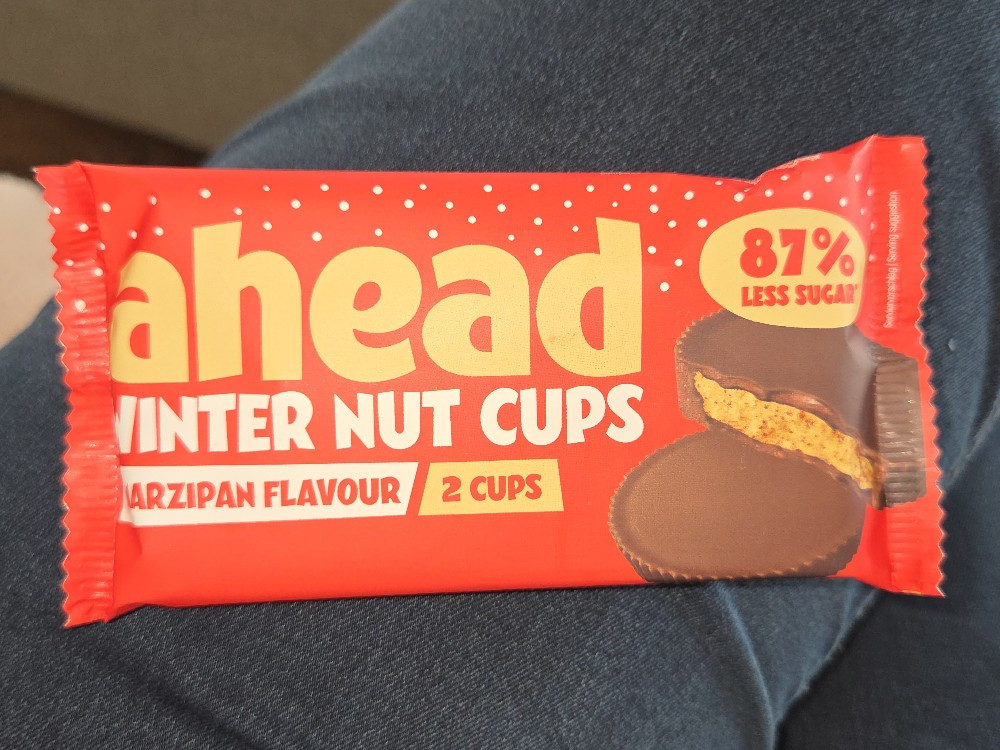 ahead
WINTER NUT CUPS
MARZIPAN FLAVOUR
2 CUPS
87%
LESS SUGAR*
Serviervorschlag | Serving suggestion